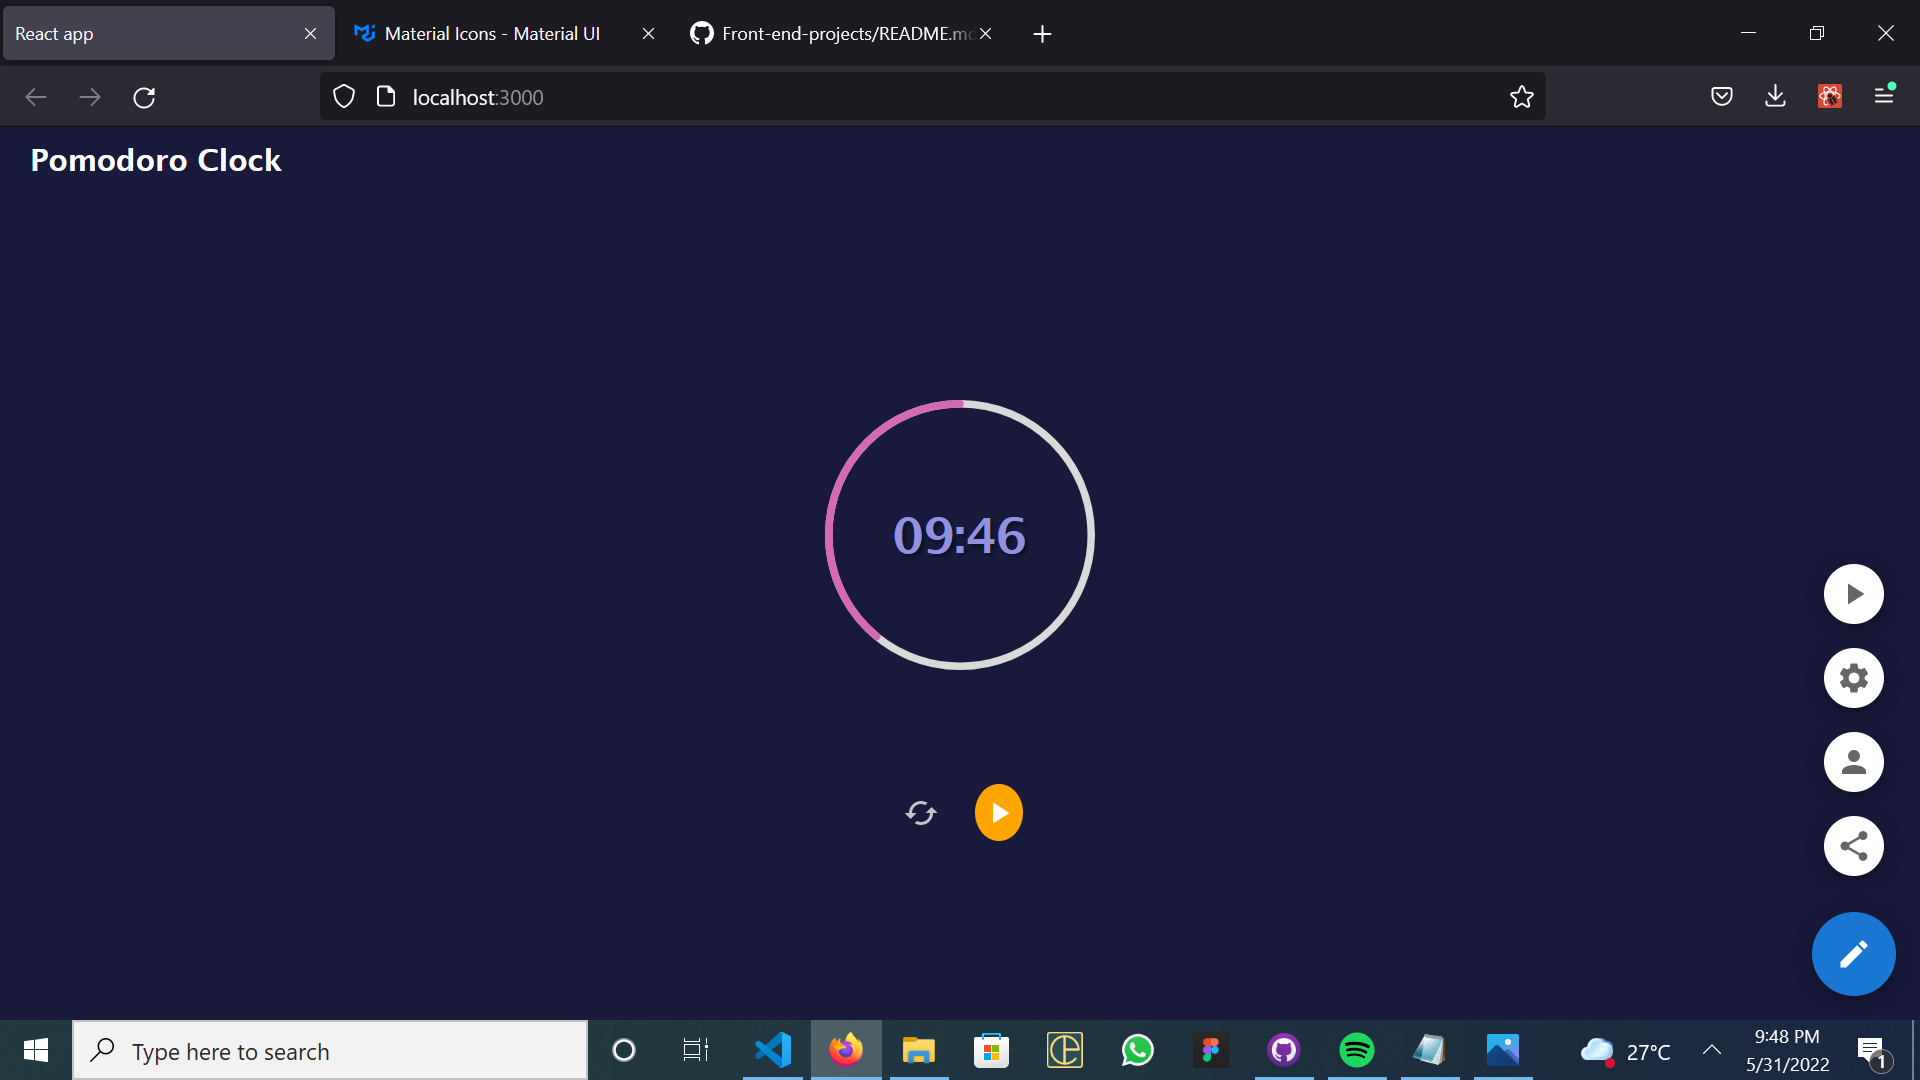 React app
Material Icons - Material UI
Front-end-projects/README.md
localhost:3000
Pomodoro Clock
09:46
Type here to search
27°C
9:48 PM
5/31/2022
1